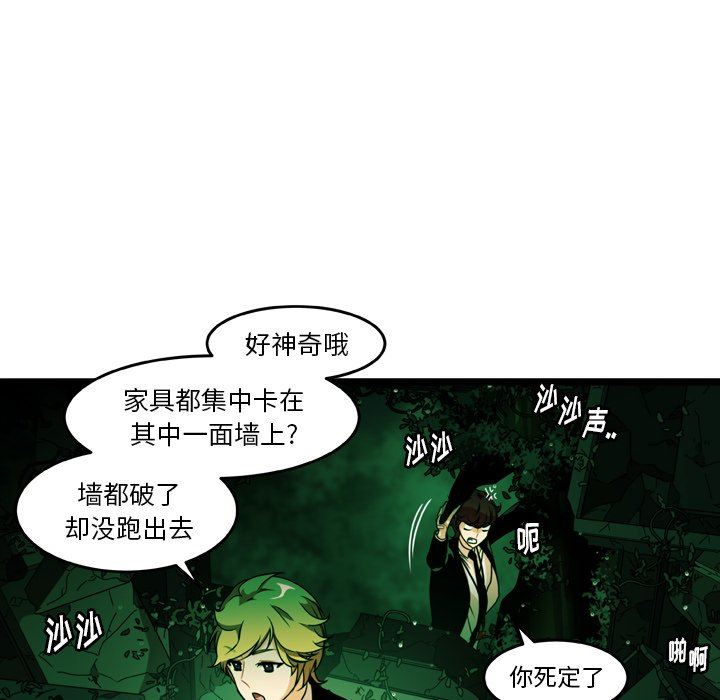 好神奇哦
家具都集中卡在
其中一面墙上?
墙都破了
却没跑出去
沙沙声..
沙沙
呃
沙沙
啪啊
你死定了